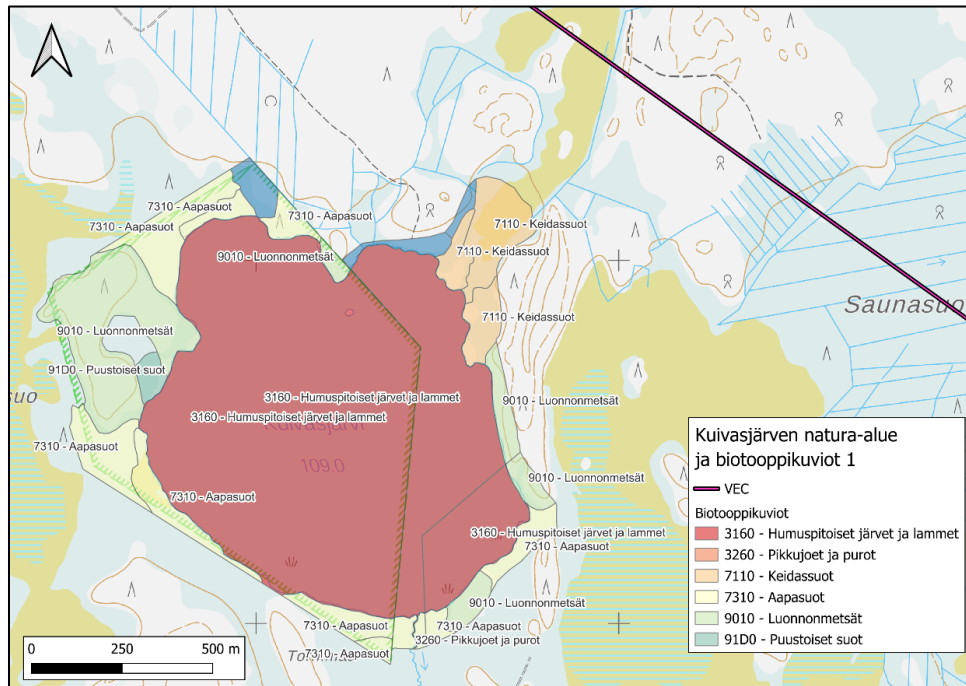 7310 - Aapasuot
7310 - Aapasuot
7310 - Aapasuot
9010 - Luonnonmetsät
7110 - Keidassuot
7110 - Keidassuot
7110 - Keidassuot
Saunasuo
9010 - Luonnonmetsät
91D0 - Puustoiset suot
3160 - Humuspitoiset järvet ja lammet
3160 - Humuspitoiset järvet ja lammet
Kuivasjärvi
109.0
9010 - Luonnonmetsät
suo
7310 - Aapasuot
7310 - Aapasuot
9010 - Luonnonmetsät
3160 - Humuspitoiset järvet ja lammet
7310 - Aapasuot
9010 - Luonnonmetsät
7310 - Aapasuot
7310 - Aapasuot
3260 - Pikkujoet ja purot
7310 - Aapasuot
0 250 500 m
Kuivasjärven natura-alue
ja biotooppikuviot 1
VEC
Biotooppikuviot
3160 - Humuspitoiset järvet ja lammet
3260 - Pikkujoet ja purot
7110 - Keidassuot
7310 - Aapasuot
9010 - Luonnonmetsät
91D0 - Puustoiset suot